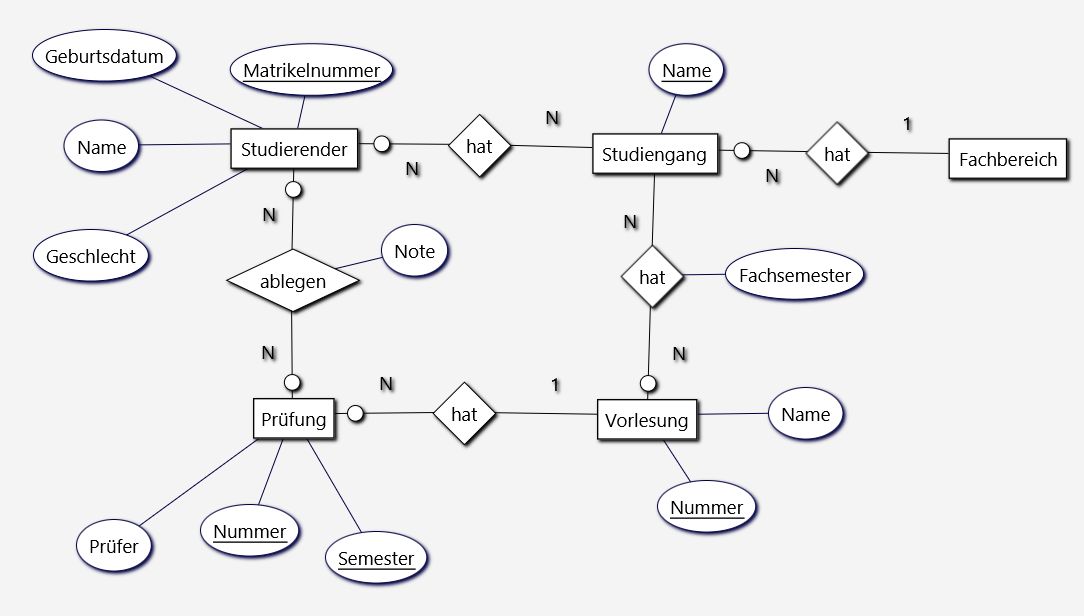 Geburtsdatum
Matrikelnummer
Name
N
1
Name
Studierender
hat
Studiengang
hat
Fachbereich
N
N
N
N
Geschlecht
ablegen
Note
hat
Fachsemester
N
N
N
1
Prüfung
hat
Vorlesung
Name
Prüfer
Nummer
Semester
Nummer